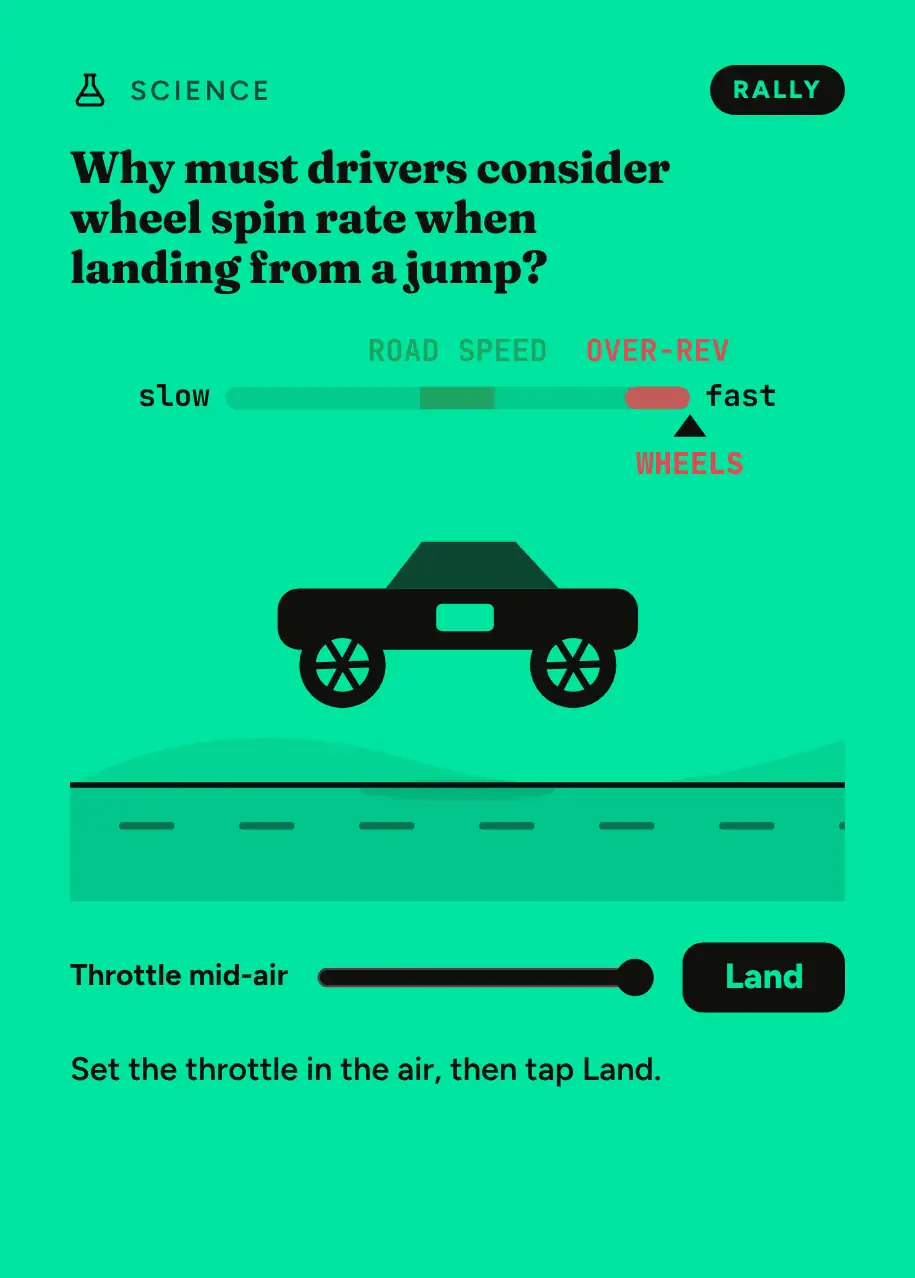 SCIENCE
RALLY
Why must drivers consider
wheel spin rate when
landing from a jump?
ROAD SPEED OVER-REV
slow fast
WHEELS
Throttle mid-air Land
Set the throttle in the air, then tap Land.